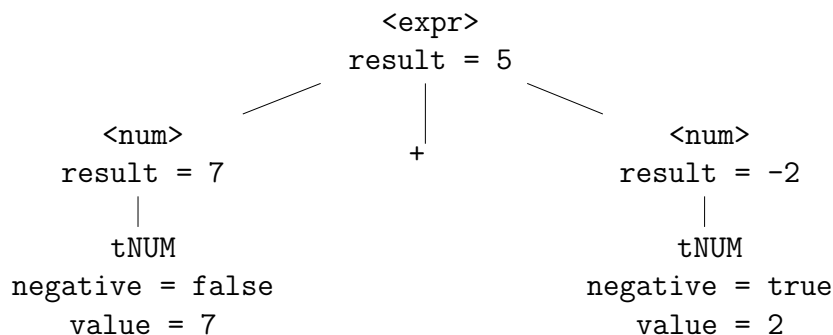 <expr>
result = 5
<num>
result = 7
+
<num>
result = -2
tNUM
negative = false
value = 7
tNUM
negative = true
value = 2